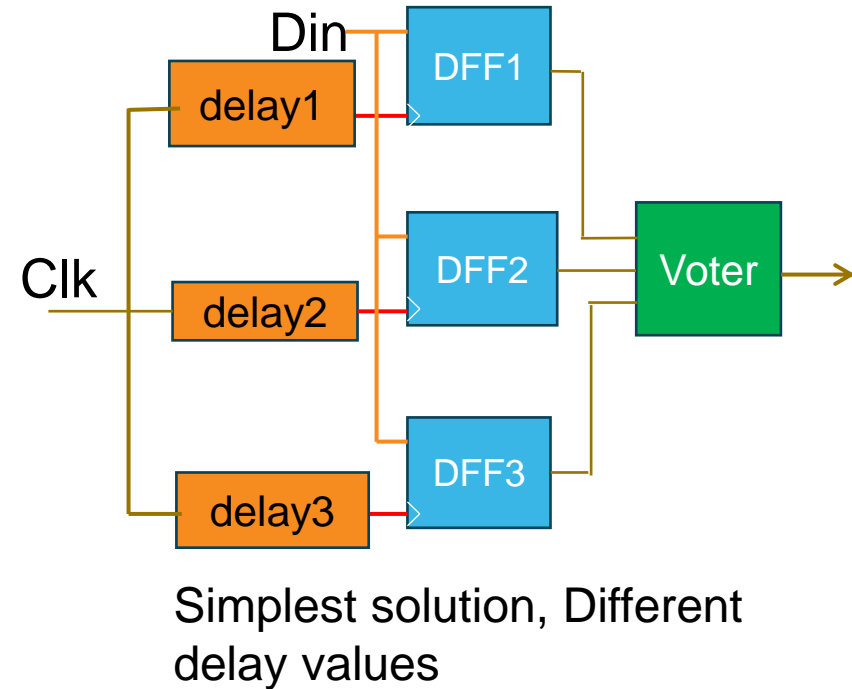 Din
DFF1
delay1
Clk
DFF2
Voter
delay2
DFF3
delay3
Simplest solution, Different
delay values